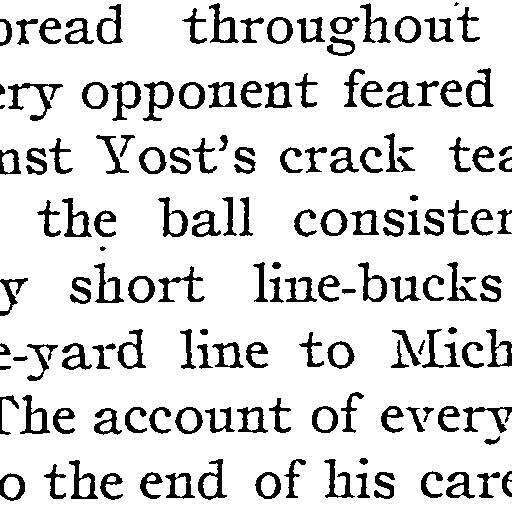 pread throughout
ery opponent feared
nst Yost's crack tea
the ball consisten
y short line-bucks
e-yard line to Mich
The account of every
o the end of his care